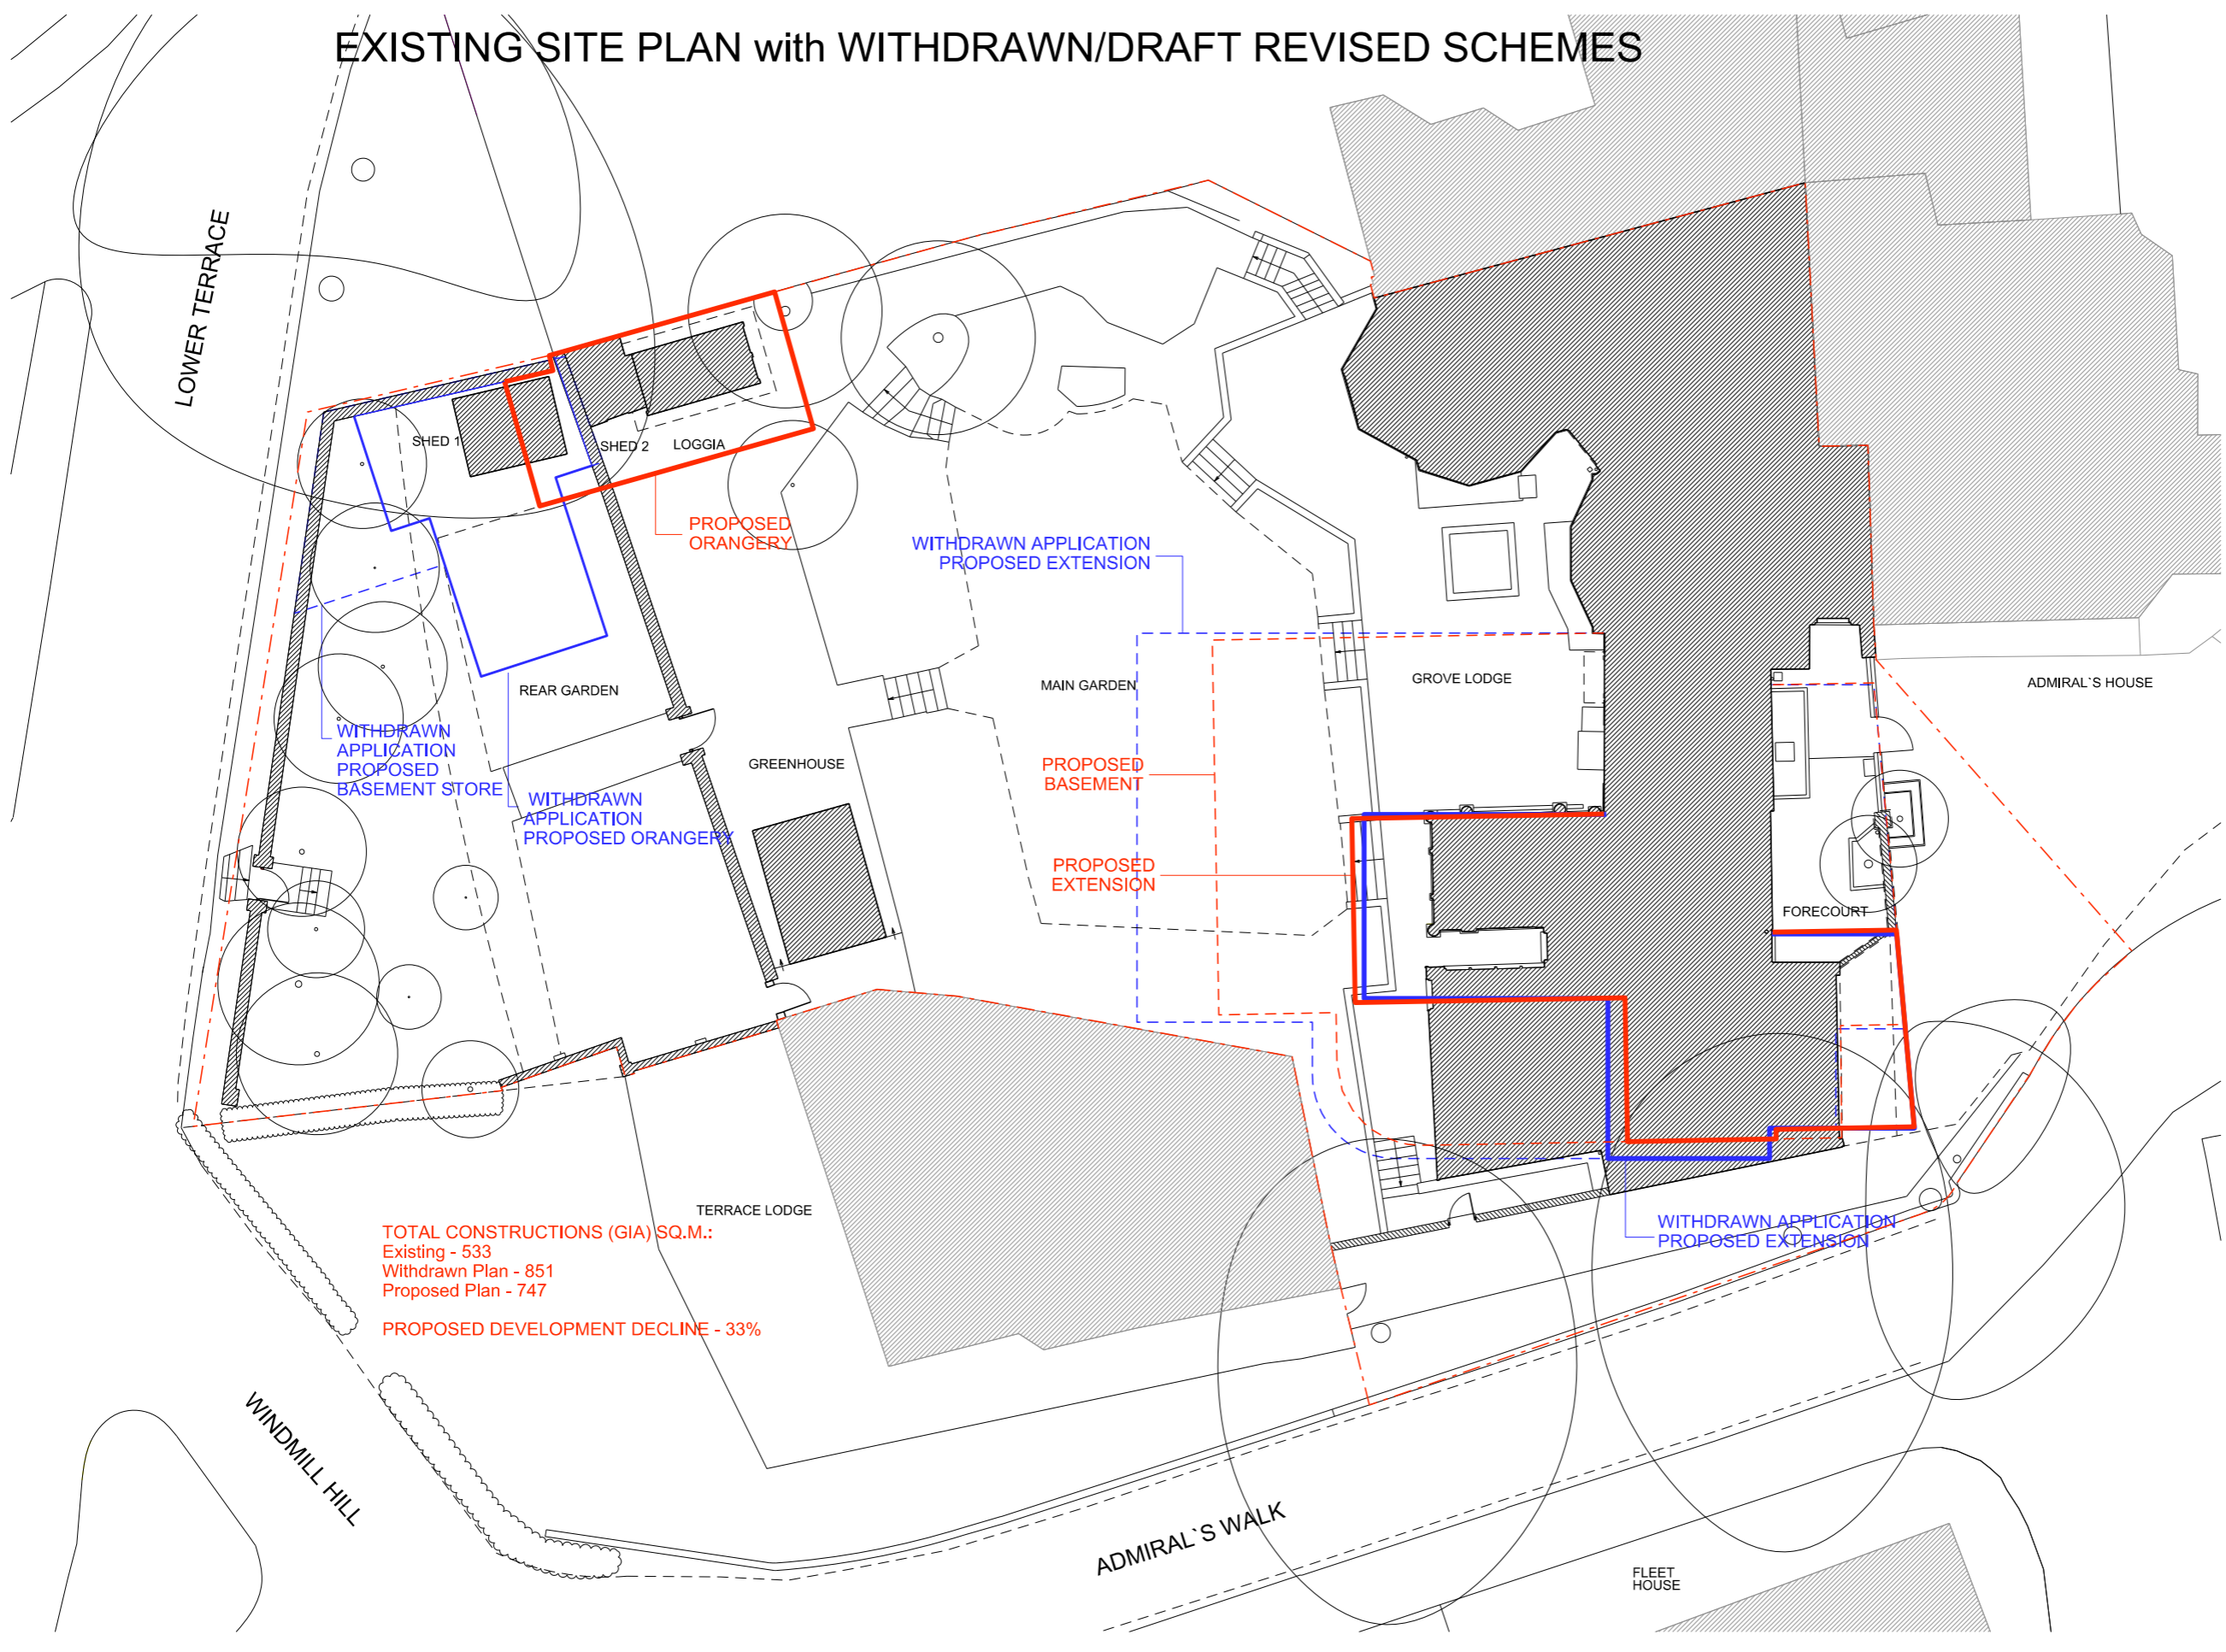 EXISTING SITE PLAN with WITHDRAWN/DRAFT REVISED SCHEMES
LOWER TERRACE
SHED 1
SHED 2
LOGGIA
PROPOSED
ORANGERY
WITHDRAWN APPLICATION
PROPOSED EXTENSION
REAR GARDEN
MAIN GARDEN
GROVE LODGE
ADMIRAL`S HOUSE
WITHDRAWN
APPLICATION
PROPOSED
BASEMENT STORE
WITHDRAWN
APPLICATION
PROPOSED ORANGERY
GREENHOUSE
PROPOSED
BASEMENT
PROPOSED
EXTENSION
FORECOURT
TERRACE LODGE
WITHDRAWN APPLICATION
PROPOSED EXTENSION
TOTAL CONSTRUCTIONS (GIA) SQ.M.:
Existing - 533
Withdrawn Plan - 851
Proposed Plan - 747
PROPOSED DEVELOPMENT DECLINE - 33%
WINDMILL HILL
ADMIRAL`S WALK
FLEET
HOUSE